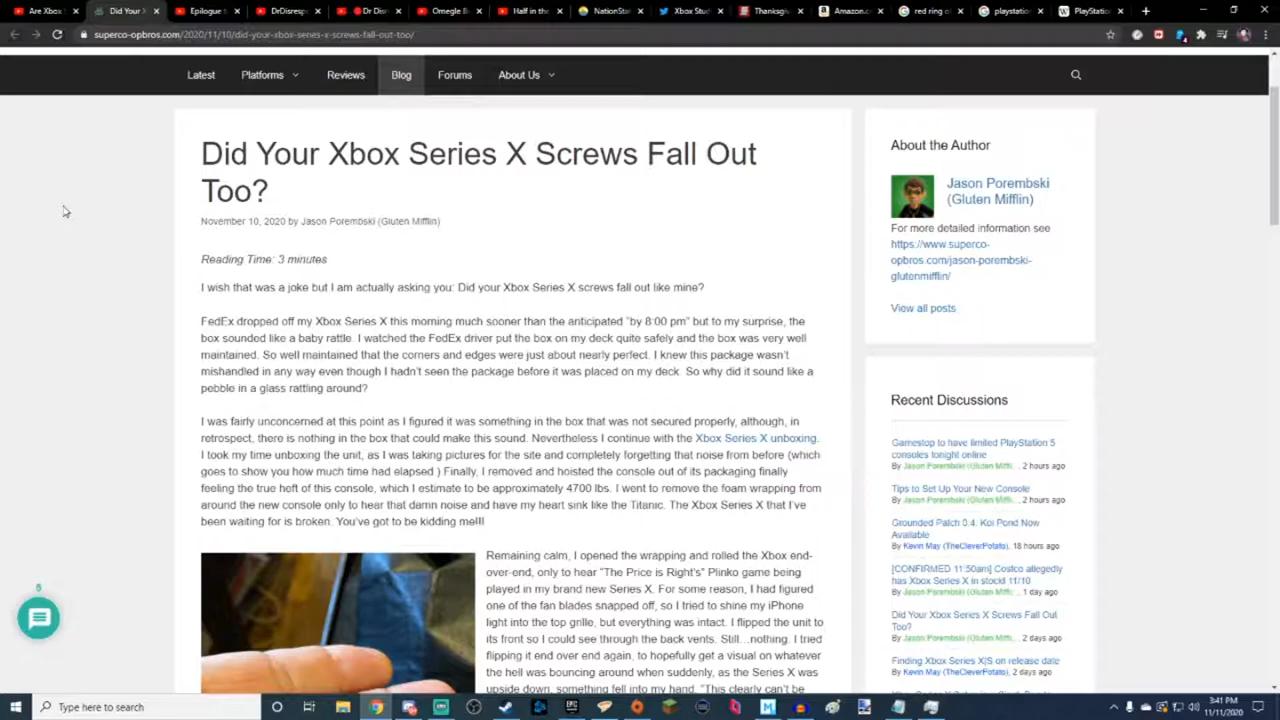 Are Xbox S
Did Your X
Epilogue
DrDisresp
Dr Disre
Omegle B
Half in the
NationSta
Xbox Stud
Thanksgiv
Amazon.c
red ring o
playstatio
PlayStatio
superco-opbros.com/2020/11/10/did-your-xbox-series-x-screws-fall-out-too/
Latest Platforms Reviews Blog Forums About Us
Did Your Xbox Series X Screws Fall Out
Too?
November 10, 2020 by Jason Porembski (Gluten Mifflin)
Reading Time: 3 minutes
I wish that was a joke but I am actually asking you: Did your Xbox Series X screws fall out like mine?
FedEx dropped off my Xbox Series X this morning much sooner than the anticipated "by 8:00 pm" but to my surprise, the
box sounded like a baby rattle. I watched the FedEx driver put the box on my deck quite safely and the box was very well
maintained. So well maintained that the corners and edges were just about nearly perfect. I knew this package wasn't
mishandled in any way even though I hadn't seen the package before it was placed on my deck. So why did it sound like a
pebble in a glass rattling around?
I was fairly unconcerned at this point as I figured it was something in the box that was not secured properly, although, in
retrospect, there is nothing in the box that could make this sound. Nevertheless I continue with the Xbox Series X unboxing.
I took my time unboxing the unit, as I was taking pictures for the site and completely forgetting that noise from before (which
goes to show you how much time had elapsed ) Finally, I removed and hoisted the console out of its packaging finally
feeling the true heft of this console, which I estimate to be approximately 4700 lbs. I went to remove the foam wrapping from
around the new console only to hear that damn noise and have my heart sink like the Titanic. The Xbox Series X that I've
been waiting for is broken. You've got to be kidding me!!!
Remaining calm, I opened the wrapping and rolled the Xbox end-
over-end, only to hear "The Price is Right's" Plinko game being
played in my brand new Series X. For some reason, I had figured
one of the fan blades snapped off, so I tried to shine my iPhone
light into the top grille, but everything was intact. I flipped the unit to
its front so I could see through the back vents. Still...nothing. I tried
flipping it end over end again, to hopefully get a visual on whatever
the hell was bouncing around when suddenly, as the Series X was
upside down, something fell into my hand. "This clearly can't be
About the Author
Jason Porembski
(Gluten Mifflin)
For more detailed information see
https://www.superco-
opbros.com/jason-porembski-
glutenmifflin/
View all posts
Recent Discussions
Gamestop to have limited PlayStation 5
consoles tonight online
By Jason Porembski (Gluten Miffli... , 2 hours ago
Tips to Set Up Your New Console
By Jason Porembski (Gluten Miffli... , 2 hours ago
Grounded Patch 0.4: Koi Pond Now
Available
By Kevin May (TheCleverPotato), 18 hours ago
[CONFIRMED 11:50am] Costco allegedly
has Xbox Series X in stock! 11/10
By Jason Porembski (Gluten Miffli... , 1 day ago
Did Your Xbox Series X Screws Fall Out
Too?
By Jason Porembski (Gluten Miffli... , 2 days ago
Finding Xbox Series X|S on release date
By Kevin May (TheCleverPotato), 2 days ago
5
Type here to search
EPIC
3:41 PM
11/11/2020